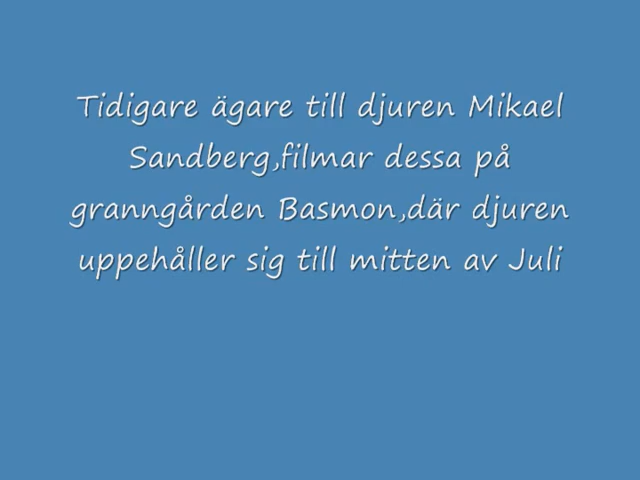 Tidigare ägare till djuren Mikael
Sandberg,filmar dessa på
granngården Basmon,där djuren
uppehåller sig till mitten av Juli